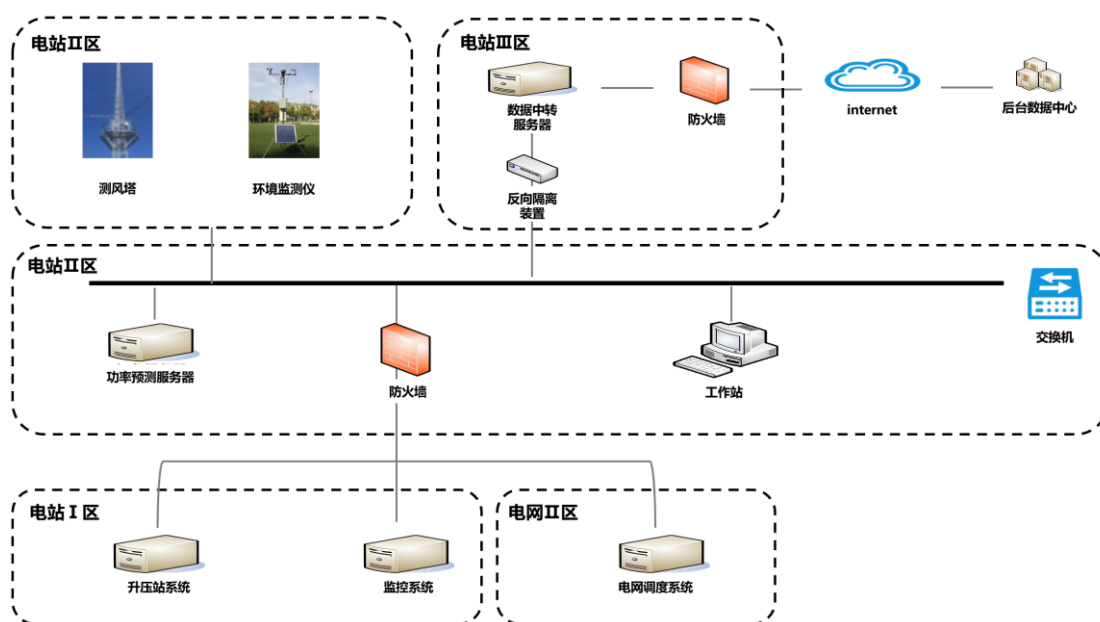 电站Ⅱ区
测风塔
环境监测仪
电站Ⅲ区
数据中转
服务器
防火墙
internet
后台数据中心
反向隔离
装置
电站Ⅱ区
功率预测服务器
防火墙
工作站
交换机
电站Ⅰ区
升压站系统
监控系统
电网Ⅱ区
电网调度系统